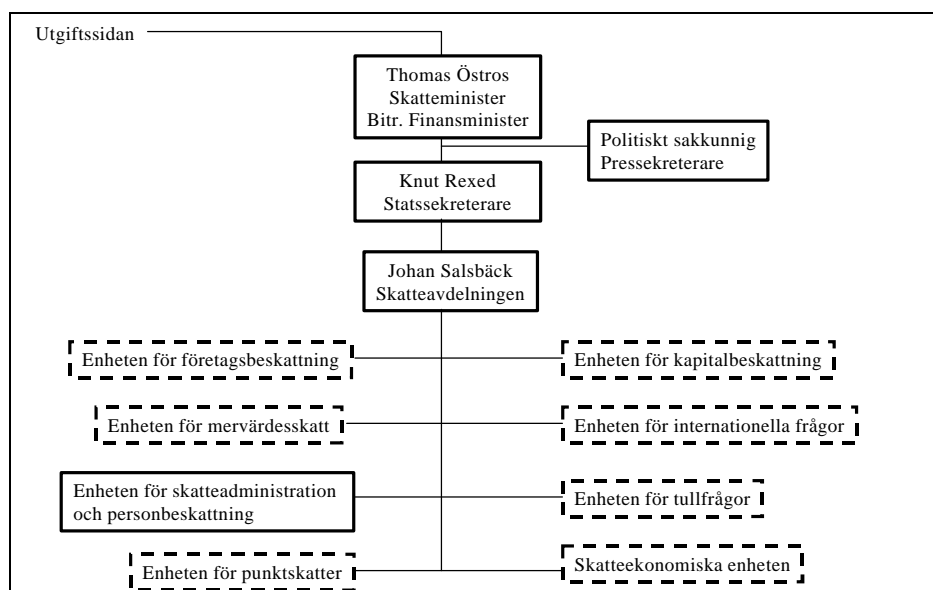 Utgiftssidan
Thomas Östros
Skatteminister
Bitr. Finansminister
Politiskt sakkunnig
Pressekreterare
Knut Rexed
Statssekreterare
Johan Salsbäck
Skatteavdelningen
Enheten för företagsbeskattning
Enheten för kapitalbeskattning
Enheten för mervärdesskatt
Enheten för internationella frågor
Enheten för skatteadministration
och personbeskattning
Enheten för tullfrågor
Enheten för punktskatter
Skatteekonomiska enheten